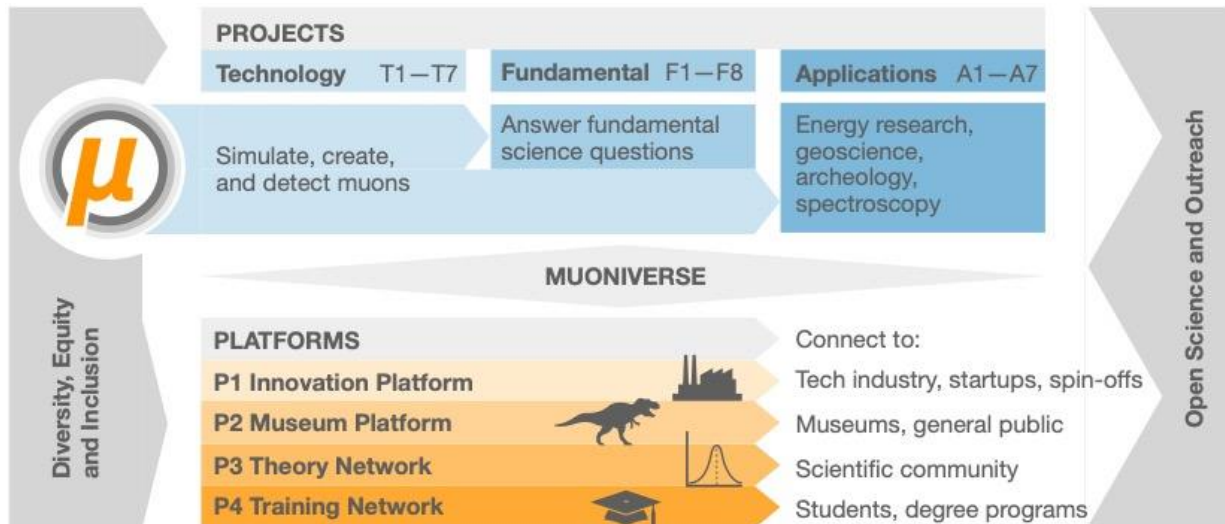 PROJECTS
Technology T1—T7
Fundamental F1—F8
Applications A1—A7
Simulate, create,
and detect muons
Answer fundamental
science questions
Energy research,
geoscience,
archeology,
spectroscopy
μ
MUONIVERSE
Diversity, Equity
and Inclusion
PLATFORMS
Connect to:
P1 Innovation Platform
Tech industry, startups, spin-offs
P2 Museum Platform
Museums, general public
P3 Theory Network
Scientific community
P4 Training Network
Students, degree programs
Open Science and Outreach